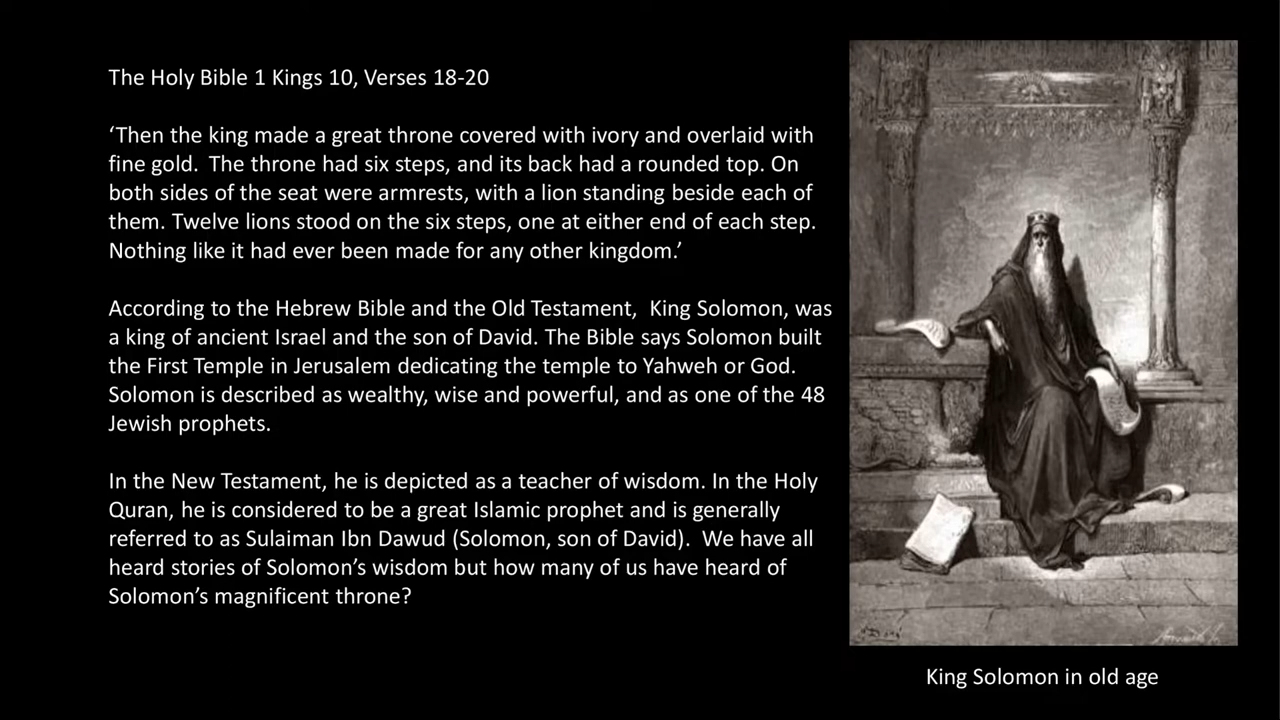 The Holy Bible 1 Kings 10, Verses 18-20
‘Then the king made a great throne covered with ivory and overlaid with
fine gold.  The throne had six steps, and its back had a rounded top. On
both sides of the seat were armrests, with a lion standing beside each of
them. Twelve lions stood on the six steps, one at either end of each step.
Nothing like it had ever been made for any other kingdom.’
According to the Hebrew Bible and the Old Testament,  King Solomon, was
a king of ancient Israel and the son of David. The Bible says Solomon built
the First Temple in Jerusalem dedicating the temple to Yahweh or God.
Solomon is described as wealthy, wise and powerful, and as one of the 48
Jewish prophets.
In the New Testament, he is depicted as a teacher of wisdom. In the Holy
Quran, he is considered to be a great Islamic prophet and is generally
referred to as Sulaiman Ibn Dawud (Solomon, son of David).  We have all
heard stories of Solomon’s wisdom but how many of us have heard of
Solomon’s magnificent throne?
King Solomon in old age